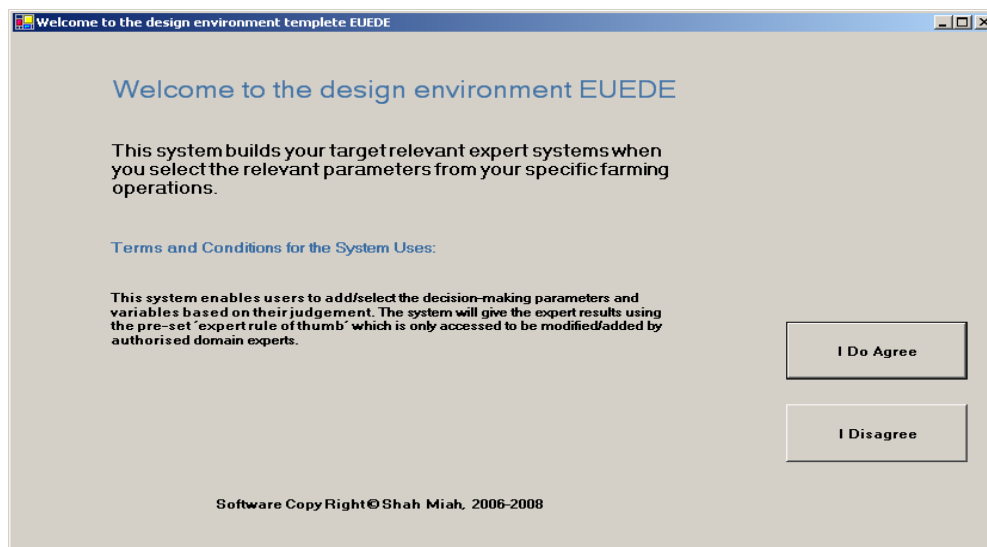 Welcome to the design environment templete EUEDE
Welcome to the design environment EUEDE
This system builds your target relevant expert systems when
you select the relevant parameters from your specific farming
operations.
Terms and Conditions for the System Uses:
This system enables users to add/select the decision-making parameters and
variables based on their judgement. The system will give the expert results using
the pre-set ´expert rule of thumb´ which is only accessed to be modified/added by
authorised domain experts.
I Do Agree
I Disagree
Software Copy Right© Shah Miah, 2006-2008